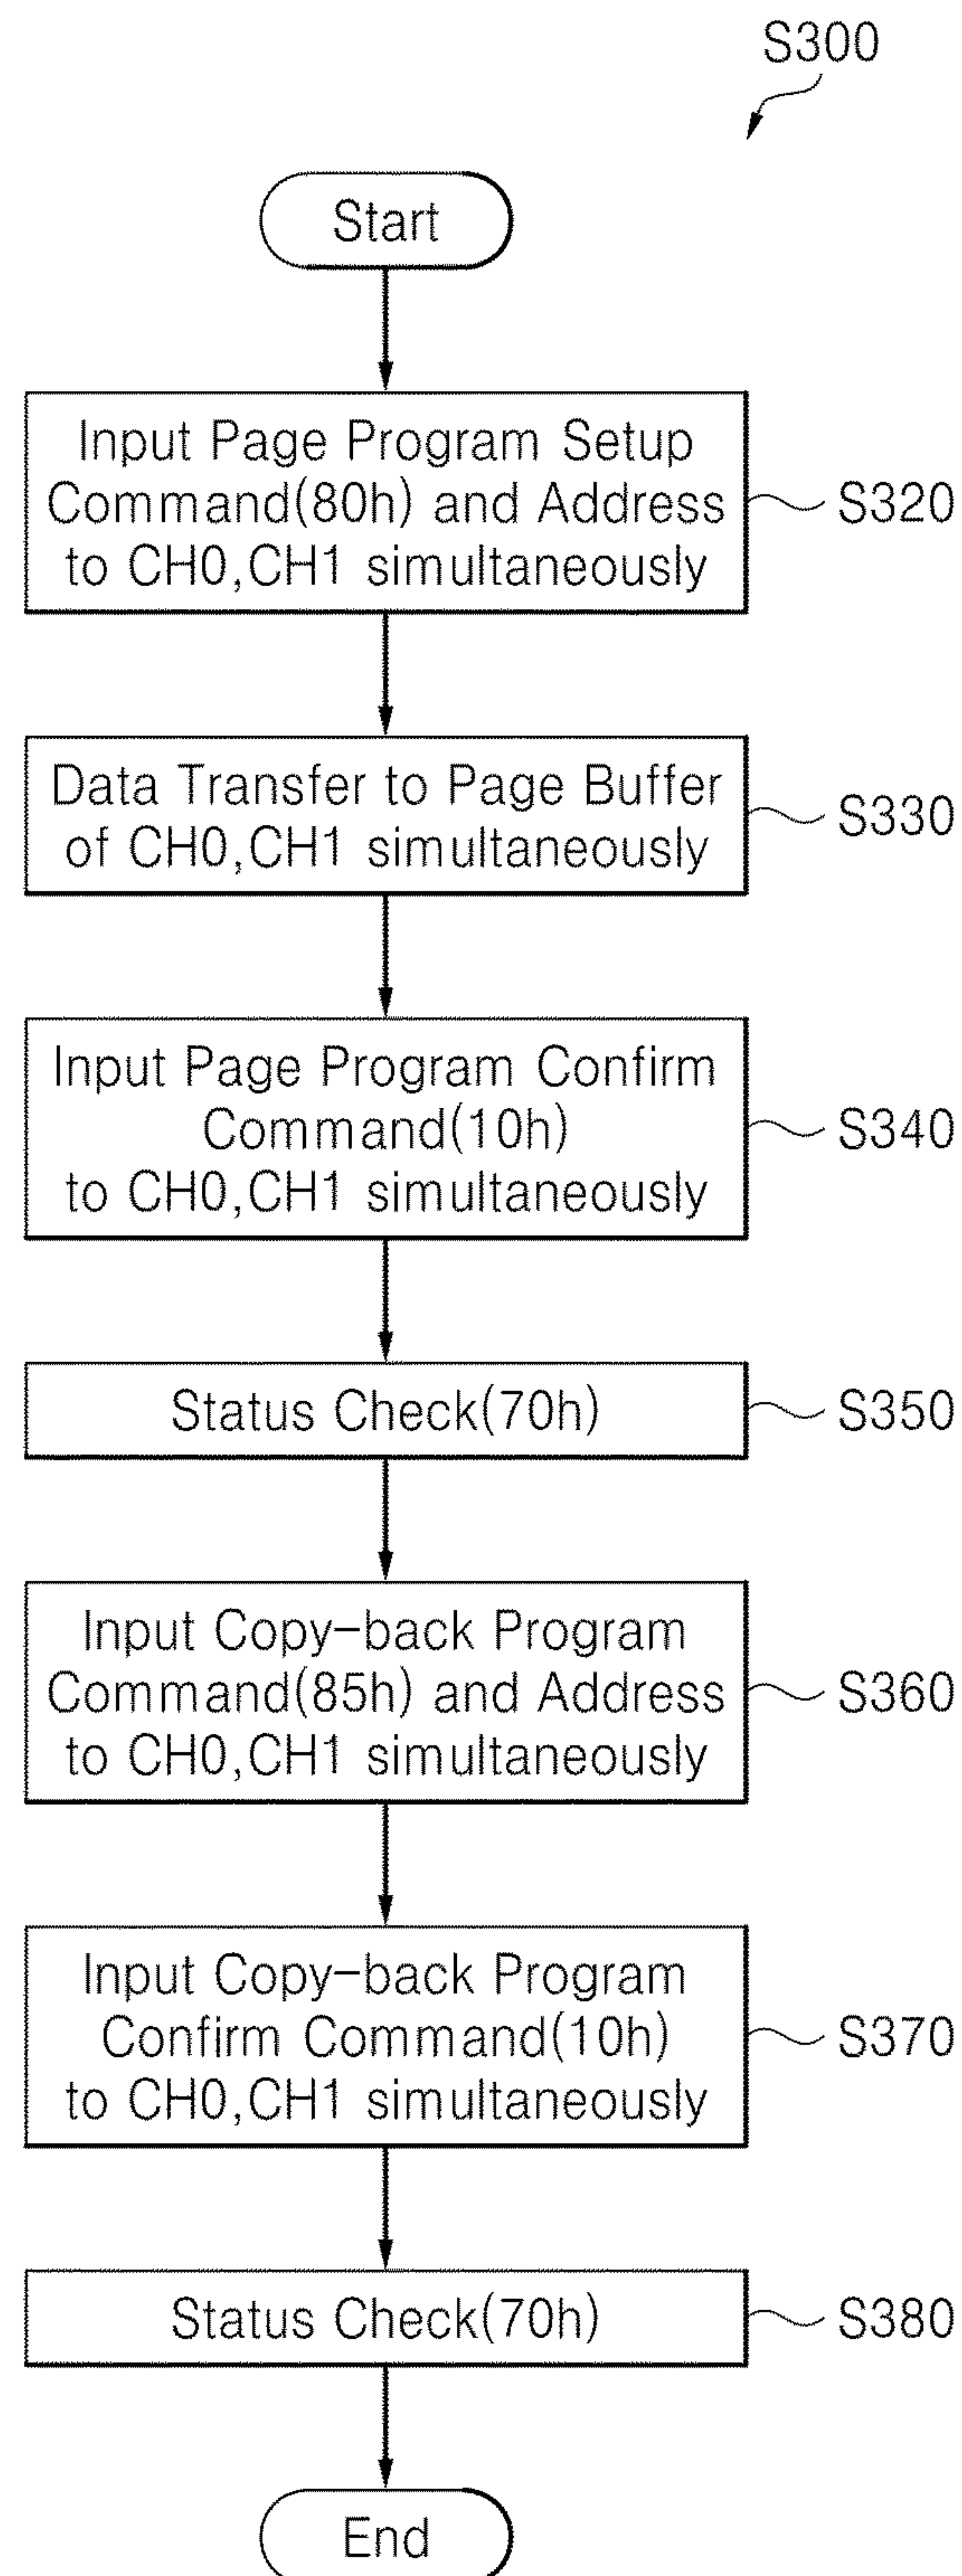 S300
Start
Input Page Program Setup
Command(80h) and Address
to CH0,CH1 simultaneously
S320
Data Transfer to Page Buffer
of CH0,CH1 simultaneously
S330
Input Page Program Confirm
Command(10h)
to CH0,CH1 simultaneously
S340
Status Check(70h)
S350
Input Copy-back Program
Command(85h) and Address
to CH0,CH1 simultaneously
S360
Input Copy-back Program
Confirm Command(10h)
to CH0,CH1 simultaneously
S370
Status Check(70h)
S380
End